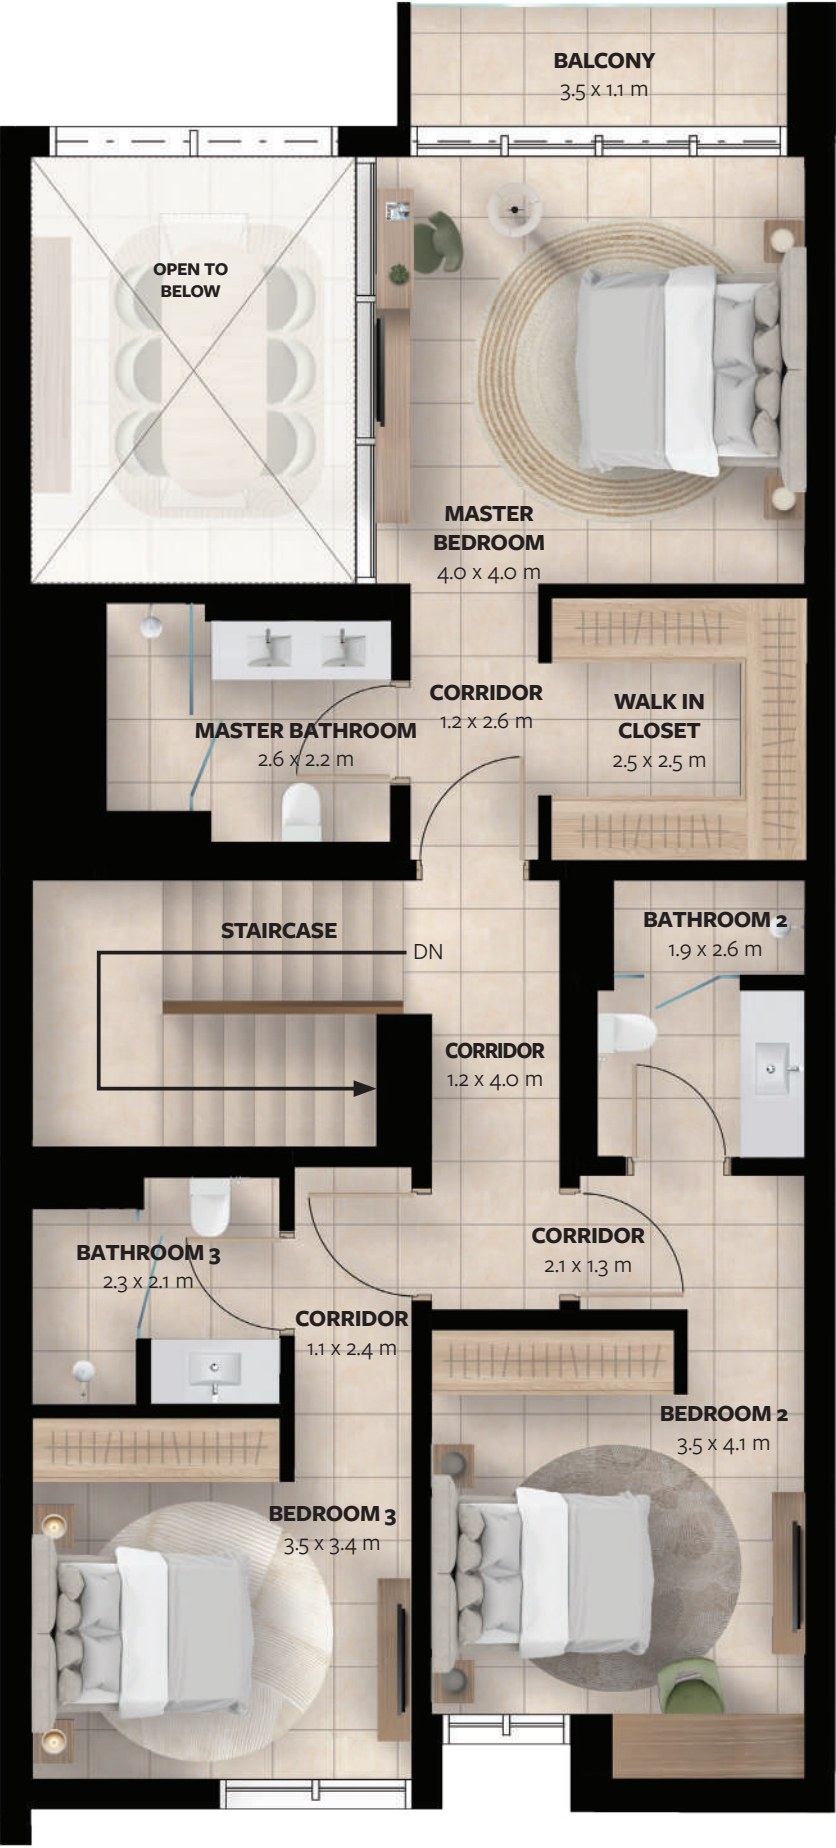 BALCONY
3.5 x 1.1 m
OPEN TO
BELOW
MASTER
BEDROOM
4.0 x 4.0 m
CORRIDOR
1.2 x 2.6 m
WALK IN
CLOSET
2.5 x 2.5 m
MASTER BATHROOM
2.6 x 2.2 m
STAIRCASE
DN
BATHROOM 2
1.9 x 2.6 m
CORRIDOR
1.2 x 4.0 m
CORRIDOR
2.1 x 1.3 m
BATHROOM 3
2.3 x 2.1 m
CORRIDOR
1.1 x 2.4 m
BEDROOM 2
3.5 x 4.1 m
BEDROOM 3
3.5 x 3.4 m